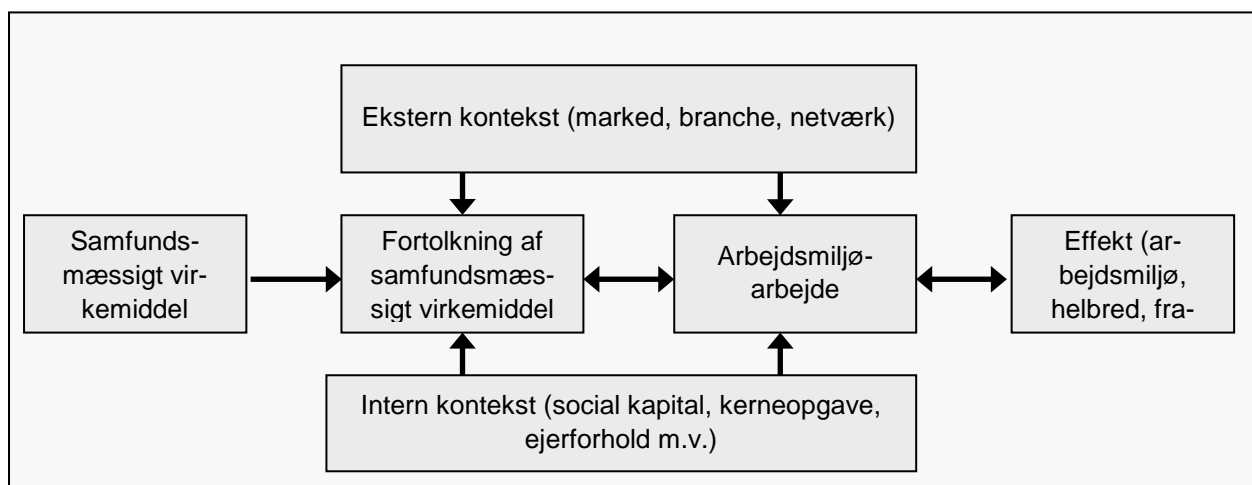 Ekstern kontekst (marked, branche, netværk)
Samfunds-
mæssigt vir-
kemiddel
Fortolkning af
samfundsmæs-
sigt virkemiddel
Arbejdsmiljø-
arbejde
Effekt (ar-
bejdsmiljø,
helbred, fra-
Intern kontekst (social kapital, kerneopgave,
ejerforhold m.v.)